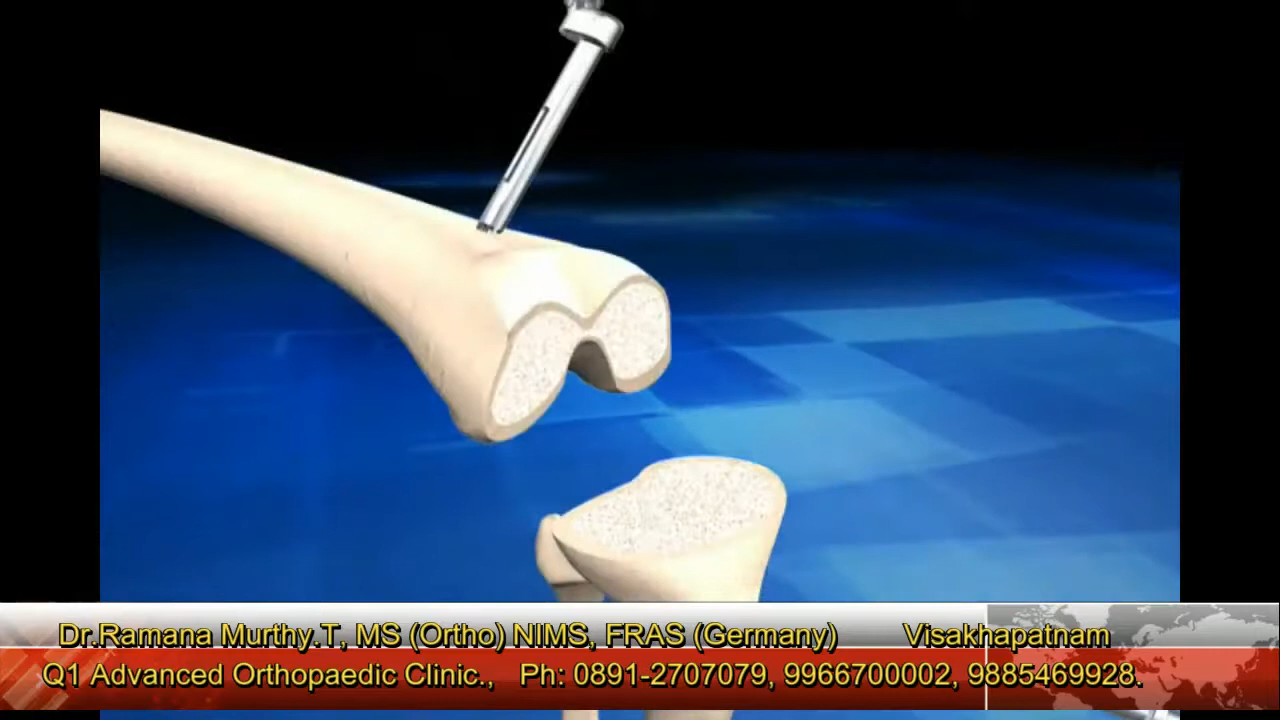 Dr.Ramana Murthy.T, MS (Ortho) NIMS, FRAS (Germany) Visakhapatnam
Q1 Advanced Orthopaedic Clinic., Ph: 0891-2707079, 9966700002, 9885469928.